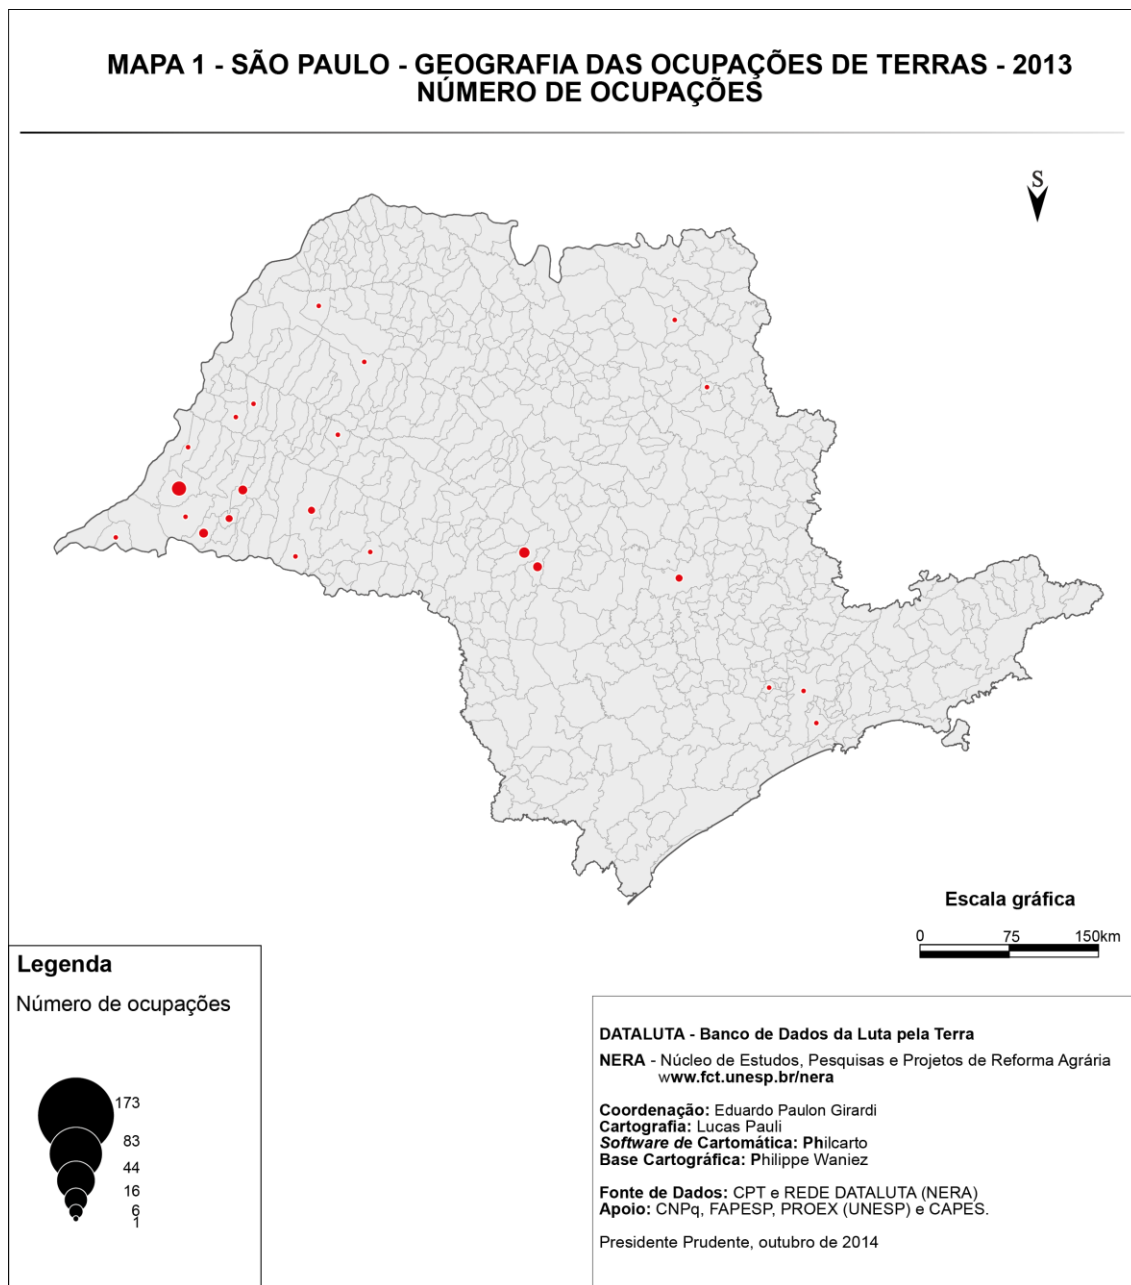 MAPA 1 - SÃO PAULO - GEOGRAFIA DAS OCUPAÇÕES DE TERRAS - 2013
NÚMERO DE OCUPAÇÕES
S
Escala gráfica
0 75 150km
Legenda
Número de ocupações
173
83
44
16
6
1
DATALUTA - Banco de Dados da Luta pela Terra
NERA - Núcleo de Estudos, Pesquisas e Projetos de Reforma Agrária
www.fct.unesp.br/nera
Coordenação: Eduardo Paulon Girardi
Cartografia: Lucas Pauli
Software de Cartomática: Philcarto
Base Cartográfica: Philippe Waniez
Fonte de Dados: CPT e REDE DATALUTA (NERA)
Apoio: CNPq, FAPESP, PROEX (UNESP) e CAPES.
Presidente Prudente, outubro de 2014